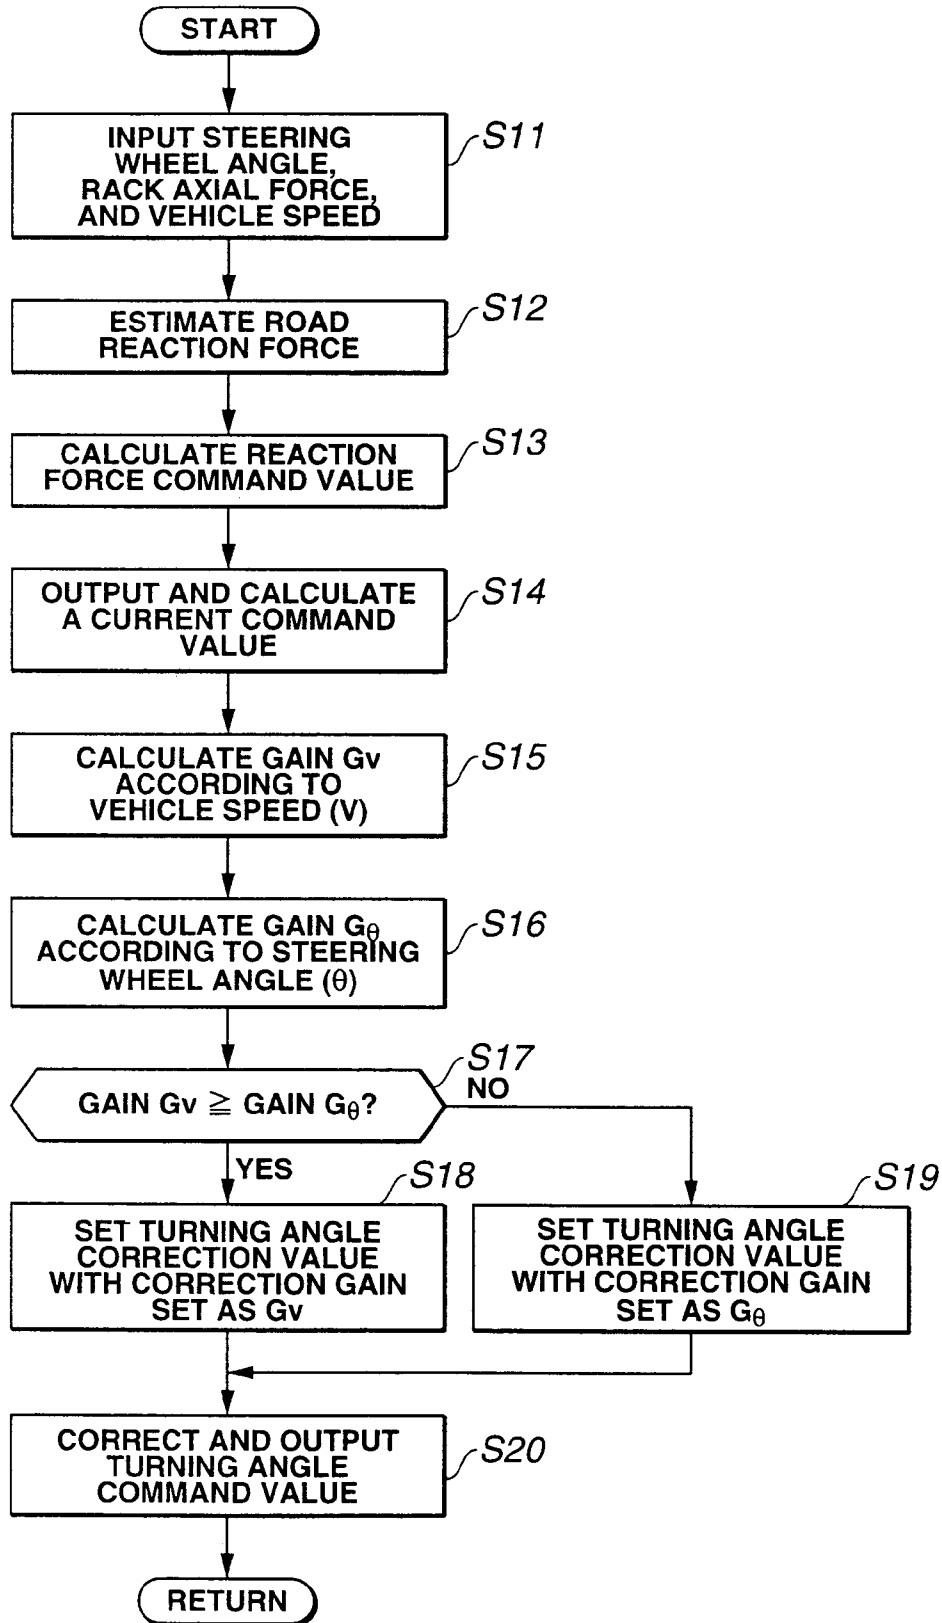 START
INPUT STEERING
WHEEL ANGLE,
RACK AXIAL FORCE,
AND VEHICLE SPEED
S11
ESTIMATE ROAD
REACTION FORCE
S12
CALCULATE REACTION
FORCE COMMAND VALUE
S13
OUTPUT AND CALCULATE
A CURRENT COMMAND
VALUE
S14
CALCULATE GAIN Gv
ACCORDING TO
VEHICLE SPEED (V)
S15
CALCULATE GAIN Gθ
ACCORDING TO STEERING
WHEEL ANGLE (θ)
S16
GAIN Gv ≧ GAIN Gθ?
S17
NO
YES
SET TURNING ANGLE
CORRECTION VALUE
WITH CORRECTION GAIN
SET AS Gv
S18
SET TURNING ANGLE
CORRECTION VALUE
WITH CORRECTION GAIN
SET AS Gθ
S19
CORRECT AND OUTPUT
TURNING ANGLE
COMMAND VALUE
S20
RETURN